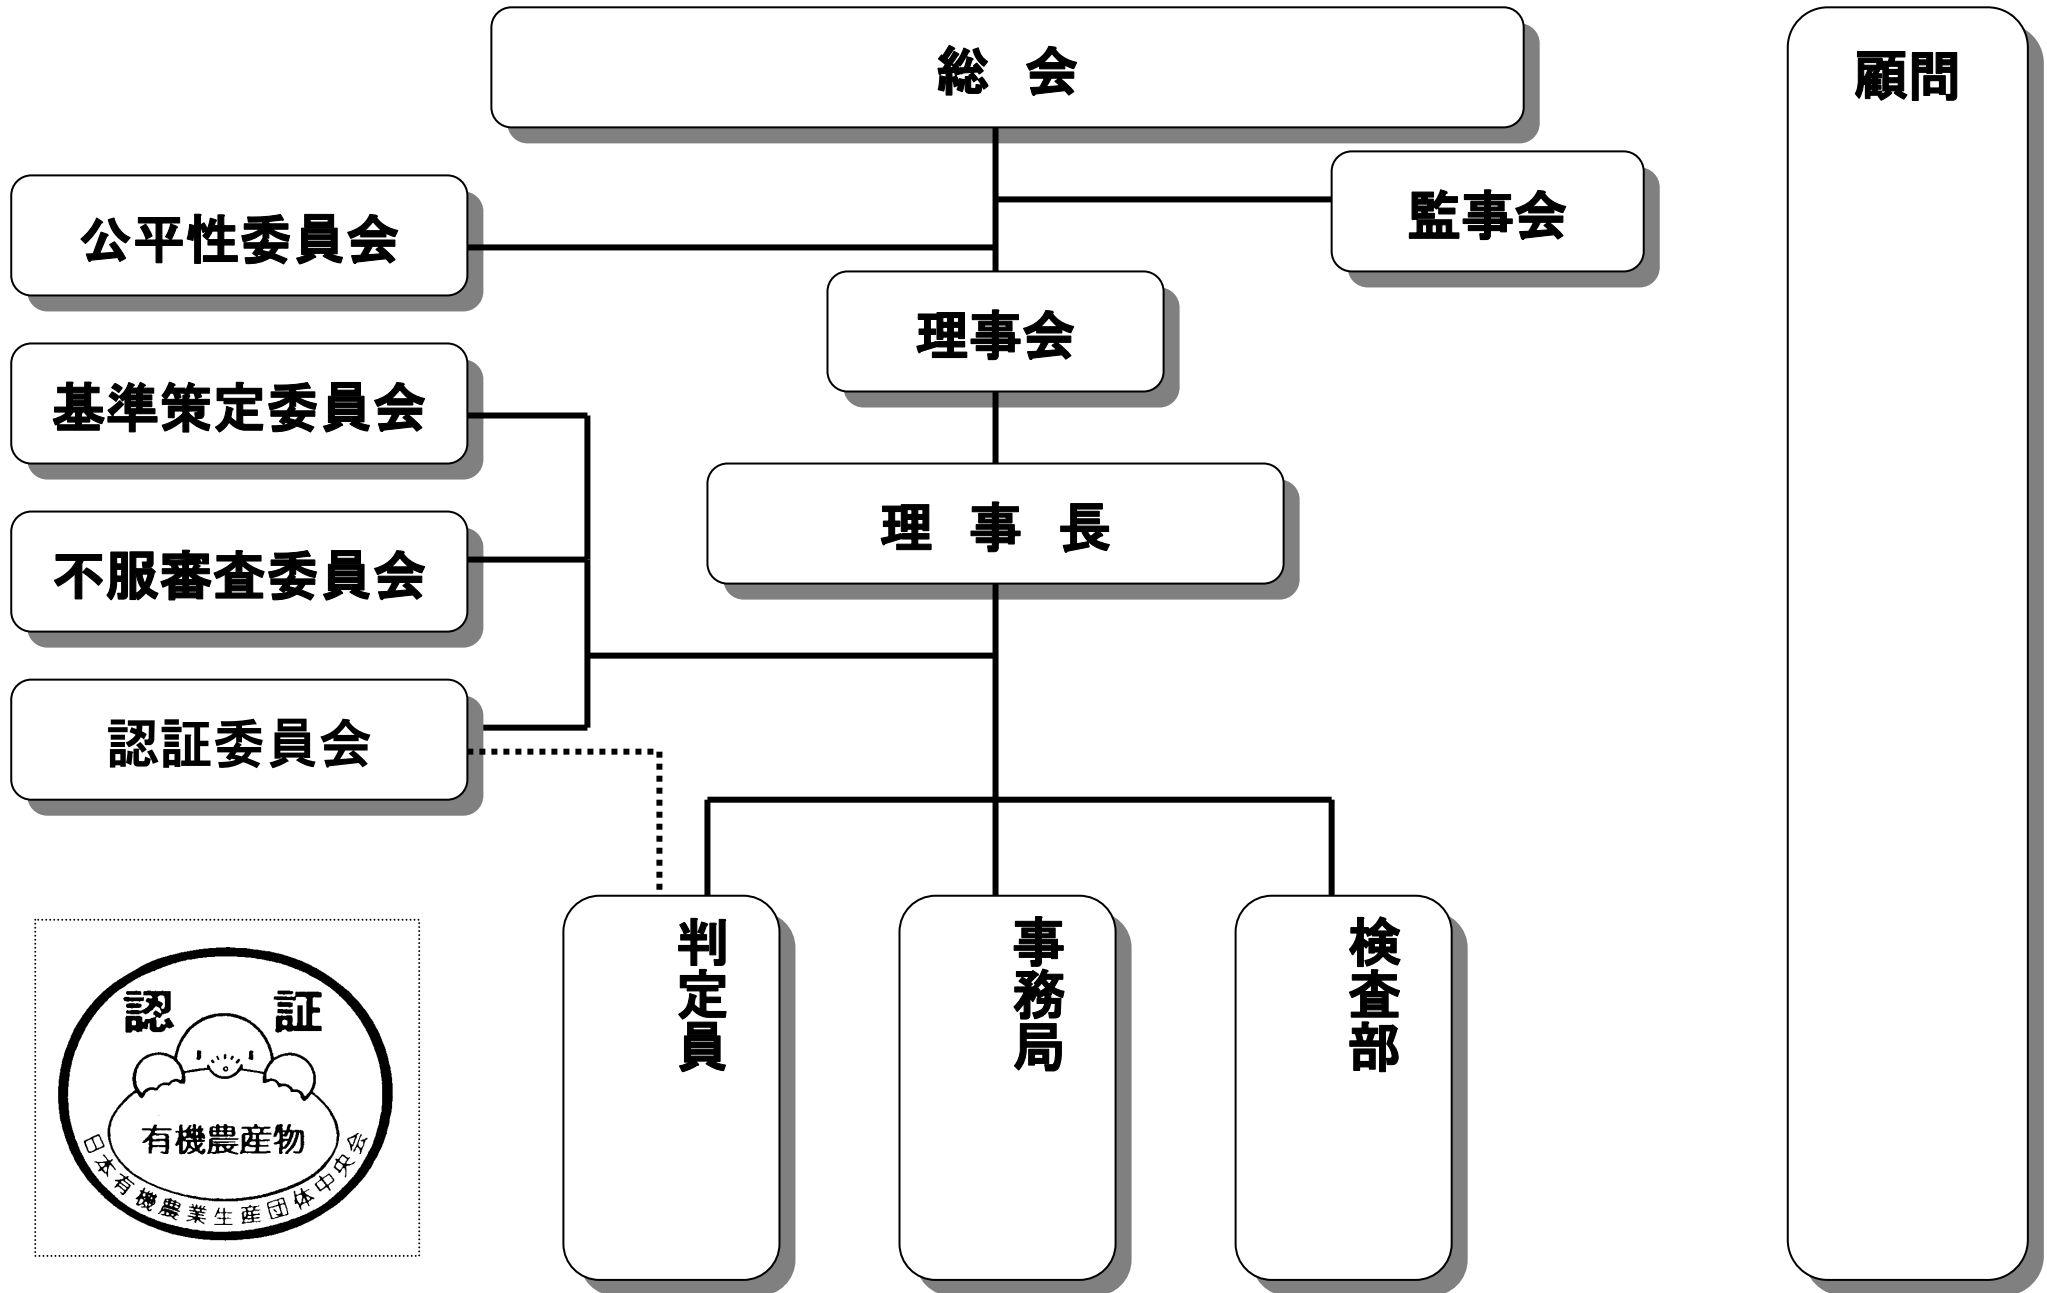 総 会
顧問
監事会
公平性委員会
理事会
基準策定委員会
理 事 長
不服審査委員会
認証委員会
判定員
事務局
検査部
認 証
有機農産物
日本有機農業生産団体中央会